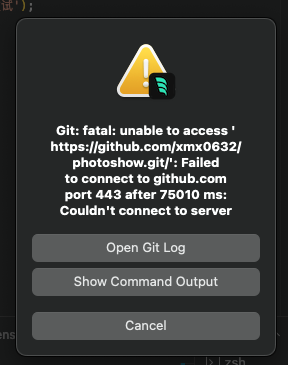 试');
Git: fatal: unable to access '
https://github.com/xmx0632/
photoshow.git/': Failed
to connect to github.com
port 443 after 75010 ms:
Couldn't connect to server
Open Git Log
Show Command Output
Cancel
ens
zsh